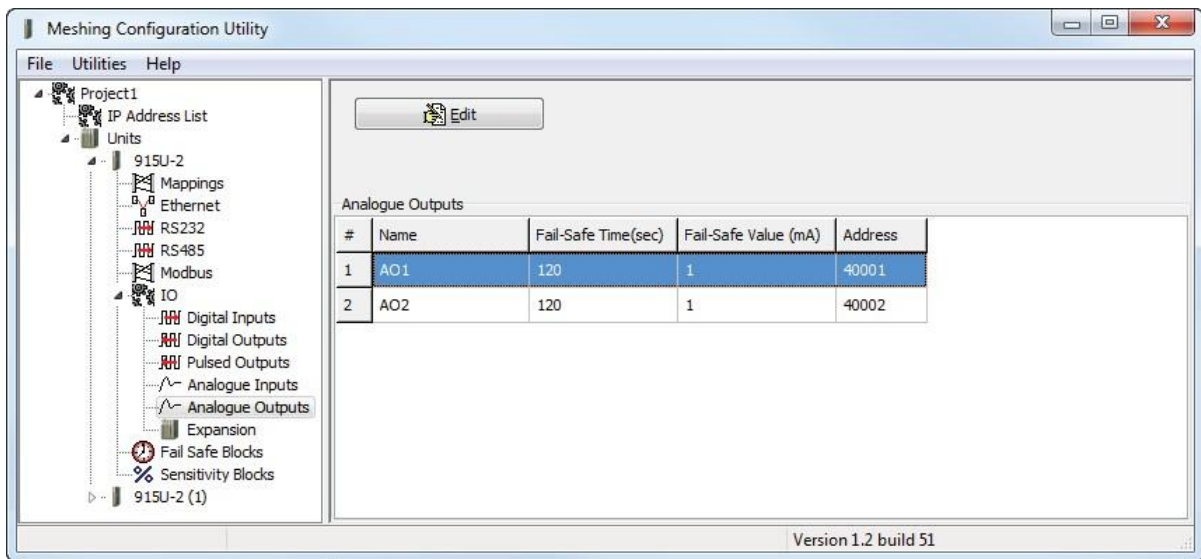 Meshing Configuration Utility
File Utilities Help
Project1
IP Address List
Units
915U-2
Mappings
Ethernet
RS232
RS485
Modbus
IO
Digital Inputs
Digital Outputs
Pulsed Outputs
Analogue Inputs
Analogue Outputs
Expansion
Fail Safe Blocks
Sensitivity Blocks
915U-2 (1)
Edit
Analogue Outputs
# Name Fail-Safe Time(sec) Fail-Safe Value (mA) Address
1 AO1 120 1 40001
2 AO2 120 1 40002
Version 1.2 build 51